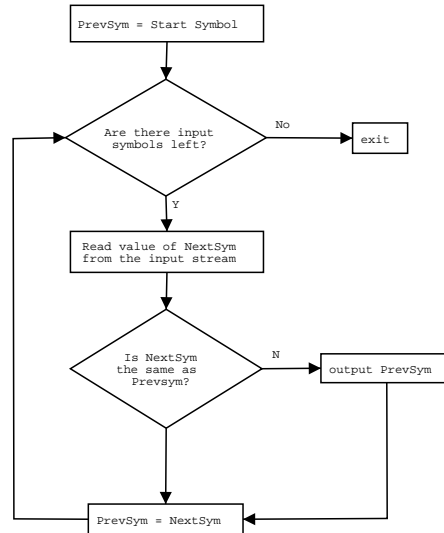 PrevSym = Start Symbol
Are there input
symbols left?
No
exit
Y
Read value of NextSym
from the input stream
Is NextSym
the same as
Prevsym?
N
output PrevSym
PrevSym = NextSym